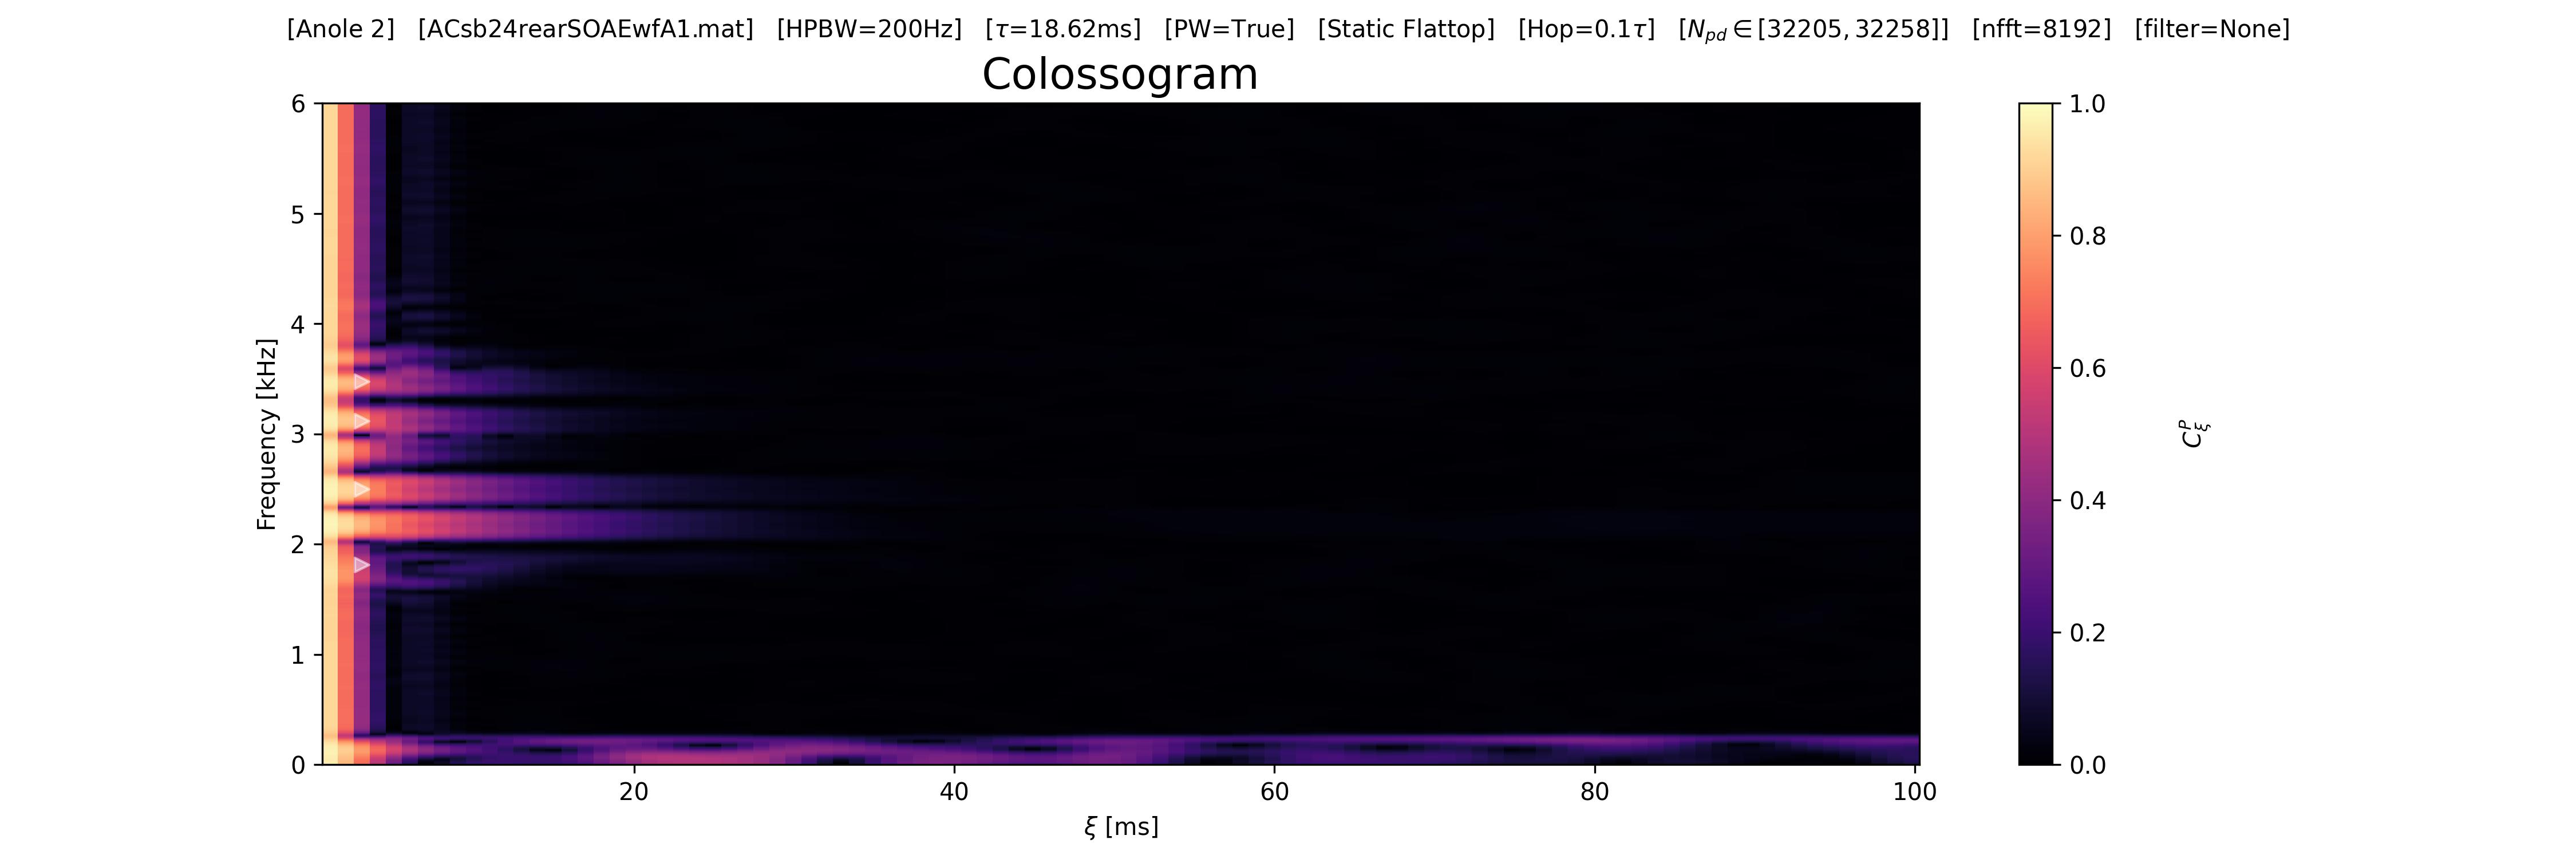 [Anole 2] [ACsb24rearSOAEwfA1.mat] [HPBW=200Hz] [τ=18.62ms] [PW=True] [Static Flattop] [Hop=0.1τ] [N_{pd} ∈ [32205, 32258]] [nfft=8192] [filter=None]
Colossogram
Frequency [kHz]
6
5
4
3
2
1
0
20 40 60 80 100
ξ [ms]
1.0
0.8
0.6
0.4
0.2
0.0
C_ξ^P